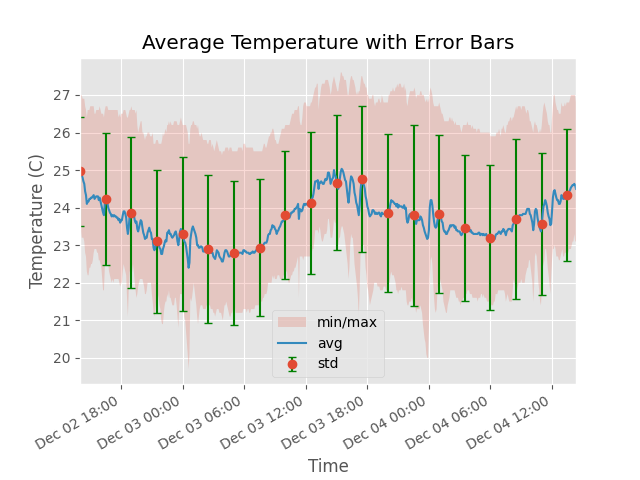 Average Temperature with Error Bars
Temperature (C)
27
26
25
24
23
22
21
20
min/max
avg
std
Dec 02 18:00
Dec 03 00:00
Dec 03 06:00
Dec 03 12:00
Dec 03 18:00
Dec 04 00:00
Dec 04 06:00
Dec 04 12:00
Time